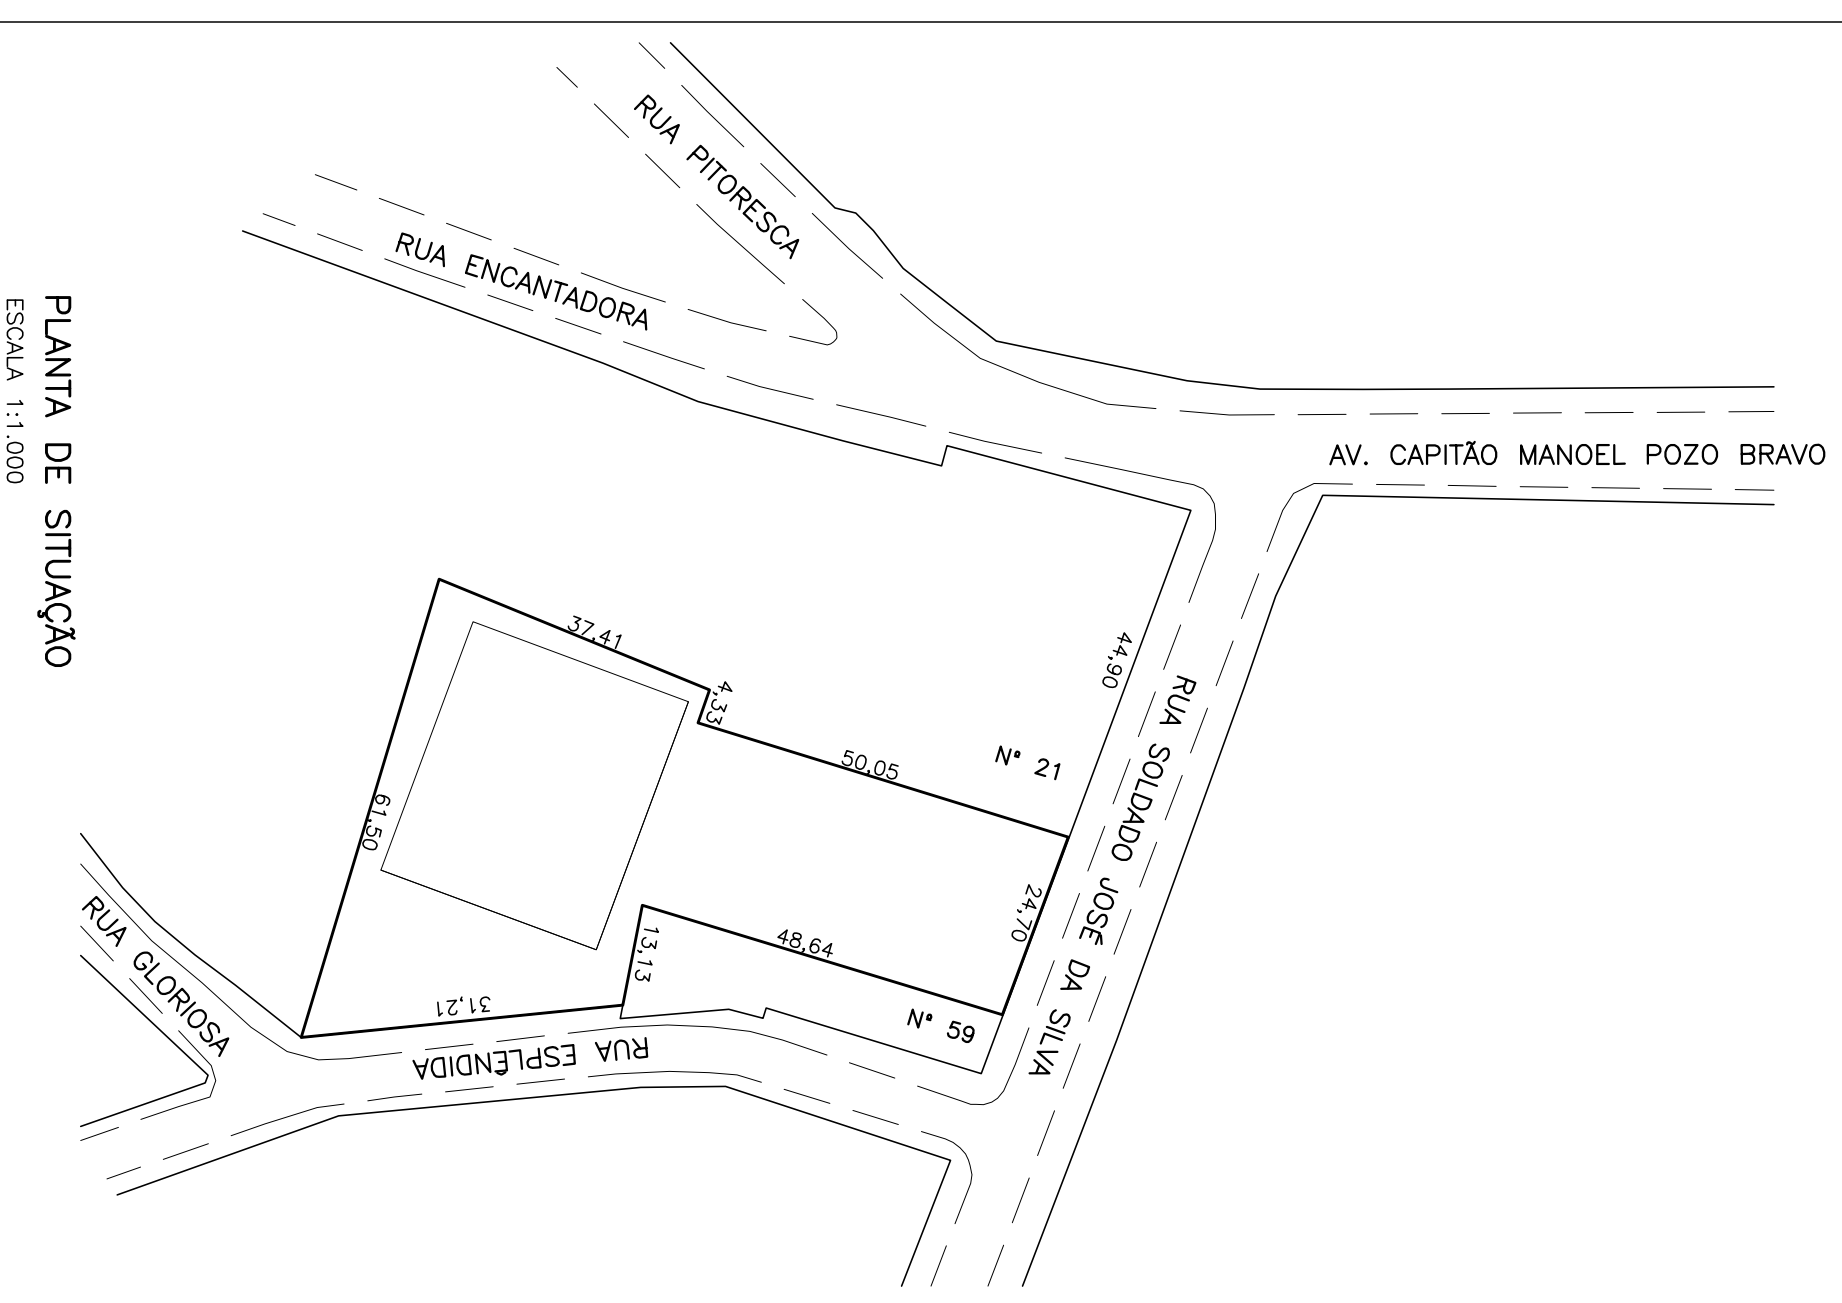 RUA PITORESCA
RUA ENCANTADORA
AV. CAPITÃO MANOEL POZO BRAVO
PLANTA DE SITUAÇÃO
ESCALA 1:1.000
37,41
4,33
44,90
RUA SOLDADO JOSÉ DA SILVA
Nº 21
50,05
61,50
24,70
48,64
13,13
31,21
Nº 59
RUA GLORIOSA
RUA ESPLÊNDIDA